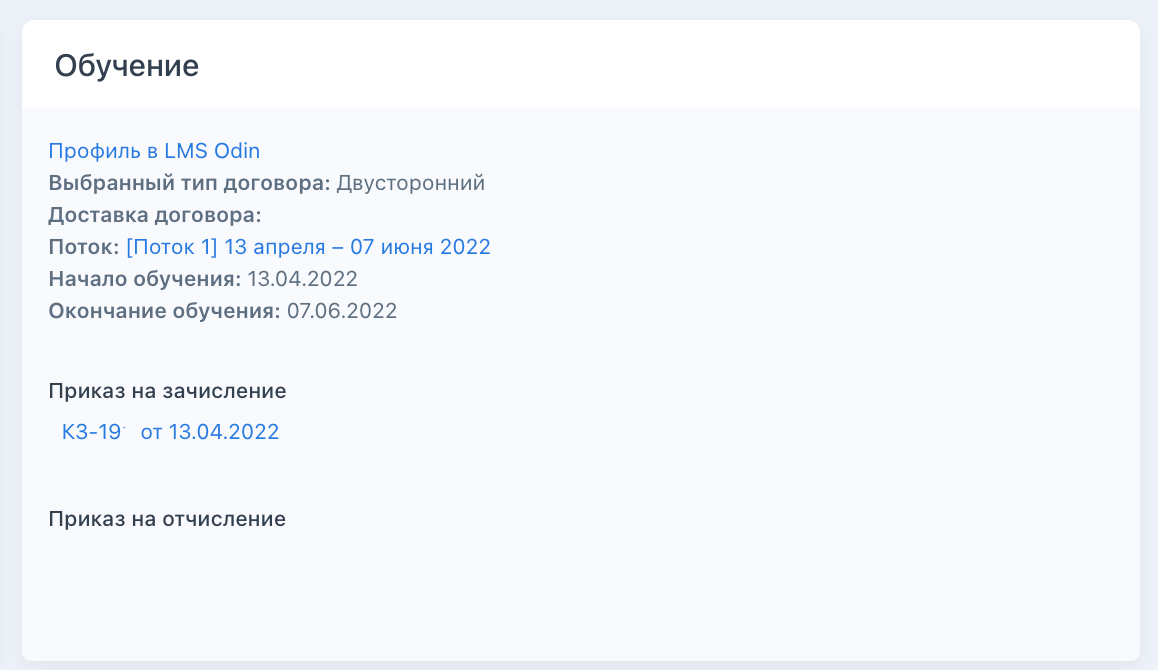 Обучение
Профиль в LMS Odin
Выбранный тип договора: Двусторонний
Доставка договора:
Поток: [Поток 1] 13 апреля – 07 июня 2022
Начало обучения: 13.04.2022
Окончание обучения: 07.06.2022
Приказ на зачисление
КЗ-19 от 13.04.2022
Приказ на отчисление